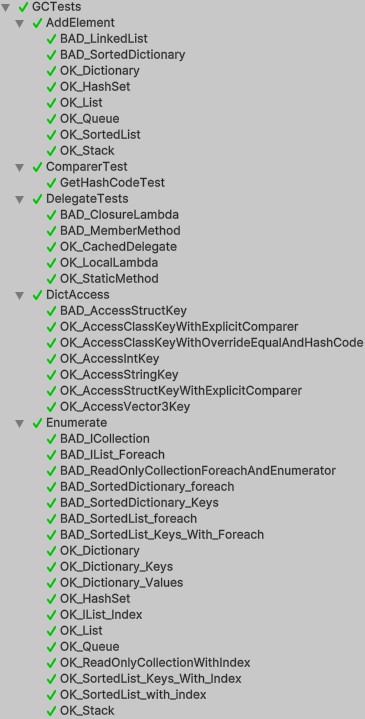 GCTests
AddElement
BAD_LinkedList
BAD_SortedDictionary
OK_Dictionary
OK_HashSet
OK_List
OK_Queue
OK_SortedList
OK_Stack
ComparerTest
GetHashCodeTest
DelegateTests
BAD_ClosureLambda
BAD_MemberMethod
OK_CachedDelegate
OK_LocalLambda
OK_StaticMethod
DictAccess
BAD_AccessStructKey
OK_AccessClassKeyWithExplicitComparer
OK_AccessClassKeyWithOverrideEqualAndHashCode
OK_AccessIntKey
OK_AccessStringKey
OK_AccessStructKeyWithExplicitComparer
OK_AccessVector3Key
Enumerate
BAD_ICollection
BAD_IList_Foreach
BAD_ReadOnlyCollectionForeachAndEnumerator
BAD_SortedDictionary_foreach
BAD_SortedDictionary_Keys
BAD_SortedList_foreach
BAD_SortedList_Keys_With_Foreach
OK_Dictionary
OK_Dictionary_Keys
OK_Dictionary_Values
OK_HashSet
OK_IList_Index
OK_List
OK_Queue
OK_ReadOnlyCollectionWithIndex
OK_SortedList_Keys_With_Index
OK_SortedList_with_index
OK_Stack